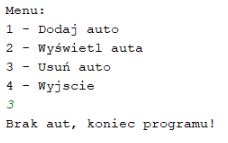 Menu:
1 - Dodaj auto
2 - Wyświetl auta
3 - Usuń auto
4 - Wyjscie
3
Brak aut, koniec programu!